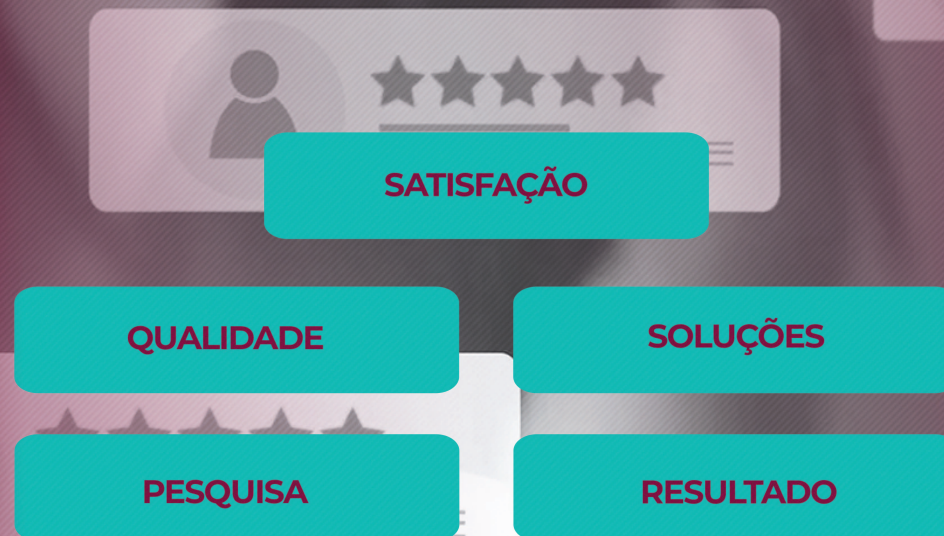 SATISFAÇÃO
QUALIDADE
SOLUÇÕES
PESQUISA
RESULTADO